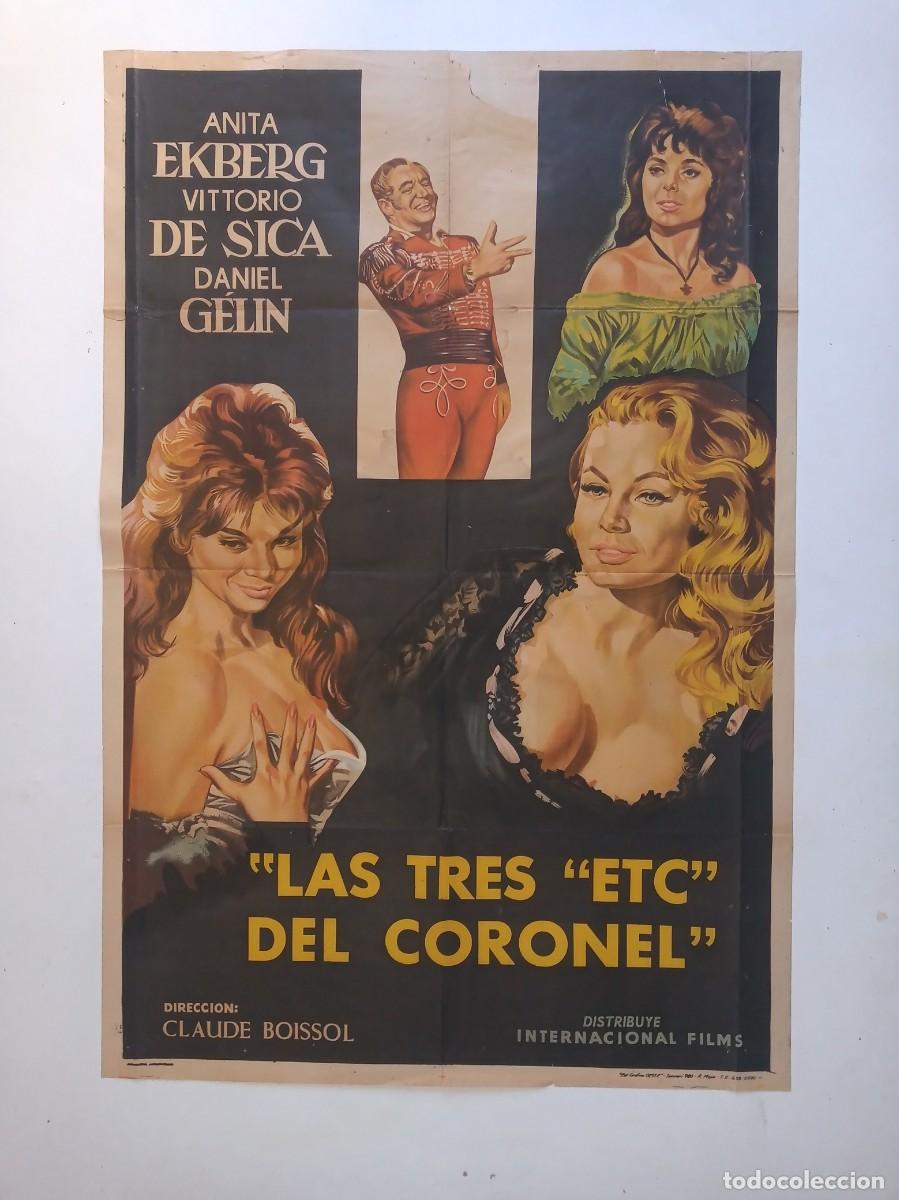 ANITA
EKBERG
VITTORIO
DE SICA
DANIEL
GÉLIN
"LAS TRES "ETC"
DEL CORONEL"
DIRECCION:
CLAUDE BOISSOL
DISTRIBUYE
INTERNACIONAL FILMS
todocoleccion